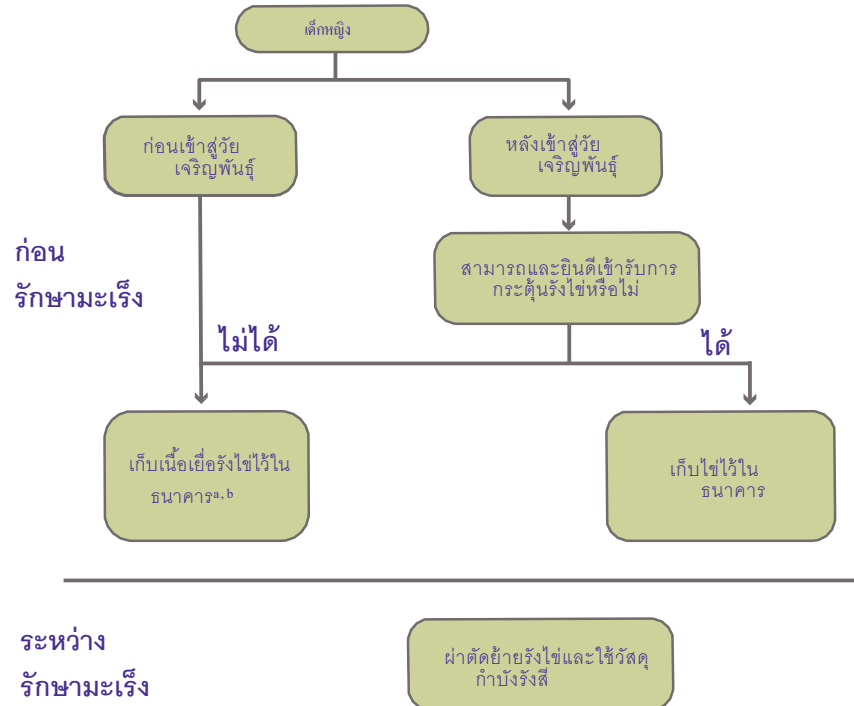 เด็กหญิง
ก่อนเข้าสู่วัย
เจริญพันธุ์
หลังเข้าสู่วัย
เจริญพันธุ์
ก่อน
รักษามะเร็ง
สามารถและยินดีเข้ารับการ
กระตุ้นรังไข่หรือไม่
ไม่ได้
ได้
เก็บเนื้อเยื่อรังไข่ไว้ใน
ธนาคารᵃ,ᵇ
เก็บไข่ไว้ใน
ธนาคาร
ระหว่าง
รักษามะเร็ง
ผ่าตัดย้ายรังไข่และใช้วัสดุ
กำบังรังสี